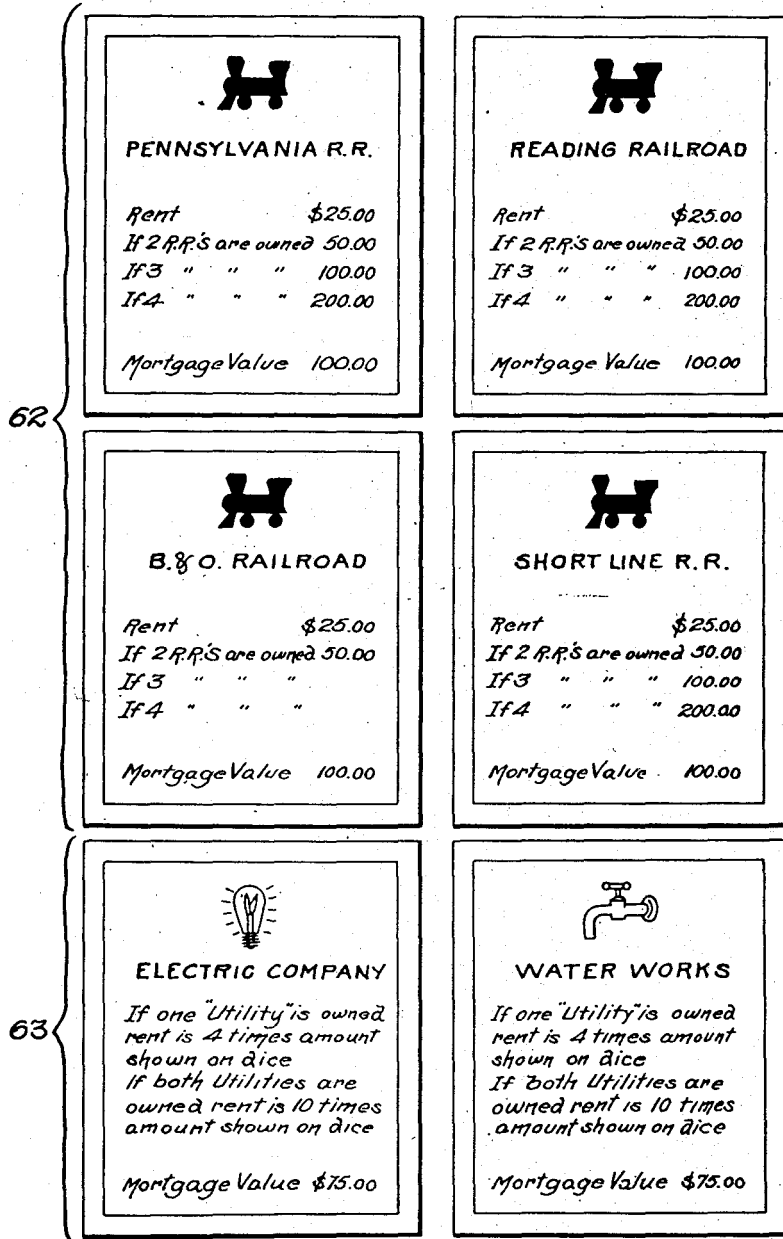 62
PENNSYLVANIA R.R.
Rent $25.00
If 2 R.R.'s are owned 50.00
If 3 " " " 100.00
If 4 " " " 200.00
Mortgage Value 100.00
READING RAILROAD
Rent $25.00
If 2 R.R.'s are owned 50.00
If 3 " " " 100.00
If 4 " " " 200.00
Mortgage Value 100.00
B. & O. RAILROAD
Rent $25.00
If 2 R.R.'s are owned 50.00
If 3 " " "
If 4 " " "
Mortgage Value 100.00
SHORT LINE R.R.
Rent $25.00
If 2 R.R.'s are owned 50.00
If 3 " " " 100.00
If 4 " " " 200.00
Mortgage Value 100.00
63
ELECTRIC COMPANY
If one "Utility" is owned
rent is 4 times amount
shown on dice
If both Utilities are
owned rent is 10 times
amount shown on dice
Mortgage Value $75.00
WATER WORKS
If one "Utility" is owned
rent is 4 times amount
shown on dice
If both Utilities are
owned rent is 10 times
amount shown on dice
Mortgage Value $75.00